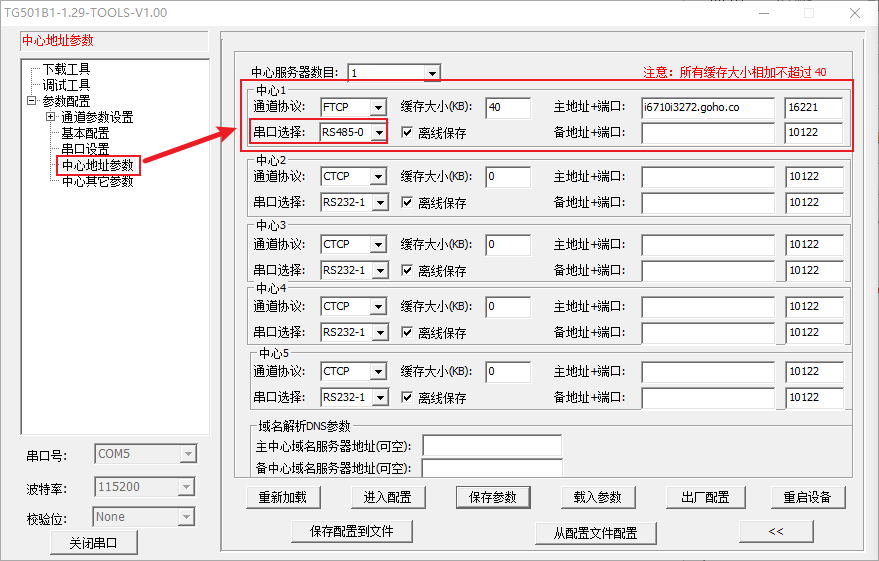 TG501B1-1.29-TOOLS-V1.00
中心地址参数
下载工具
调试工具
参数配置
通道参数设置
基本配置
串口设置
中心地址参数
中心其它参数
串口号: COM5
波特率: 115200
校验位: None
关闭串口
中心服务器数目: 1 注意: 所有缓存大小相加不超过 40
中心1
通道协议: FTCP 缓存大小(KB): 40 主地址+端口: i6710i3272.goho.co 16221
串口选择: RS485-0 离线保存 备地址+端口: 10122
中心2
通道协议: CTCP 缓存大小(KB): 0 主地址+端口: 10122
串口选择: RS232-1 离线保存 备地址+端口: 10122
中心3
通道协议: CTCP 缓存大小(KB): 0 主地址+端口: 10122
串口选择: RS232-1 离线保存 备地址+端口: 10122
中心4
通道协议: CTCP 缓存大小(KB): 0 主地址+端口: 10122
串口选择: RS232-1 离线保存 备地址+端口: 10122
中心5
通道协议: CTCP 缓存大小(KB): 0 主地址+端口: 10122
串口选择: RS232-1 离线保存 备地址+端口: 10122
域名解析DNS参数
主中心域名服务器地址(可空):
备中心域名服务器地址(可空):
重新加载 进入配置 保存参数 载入参数 出厂配置 重启设备
保存配置到文件 从配置文件配置 <<